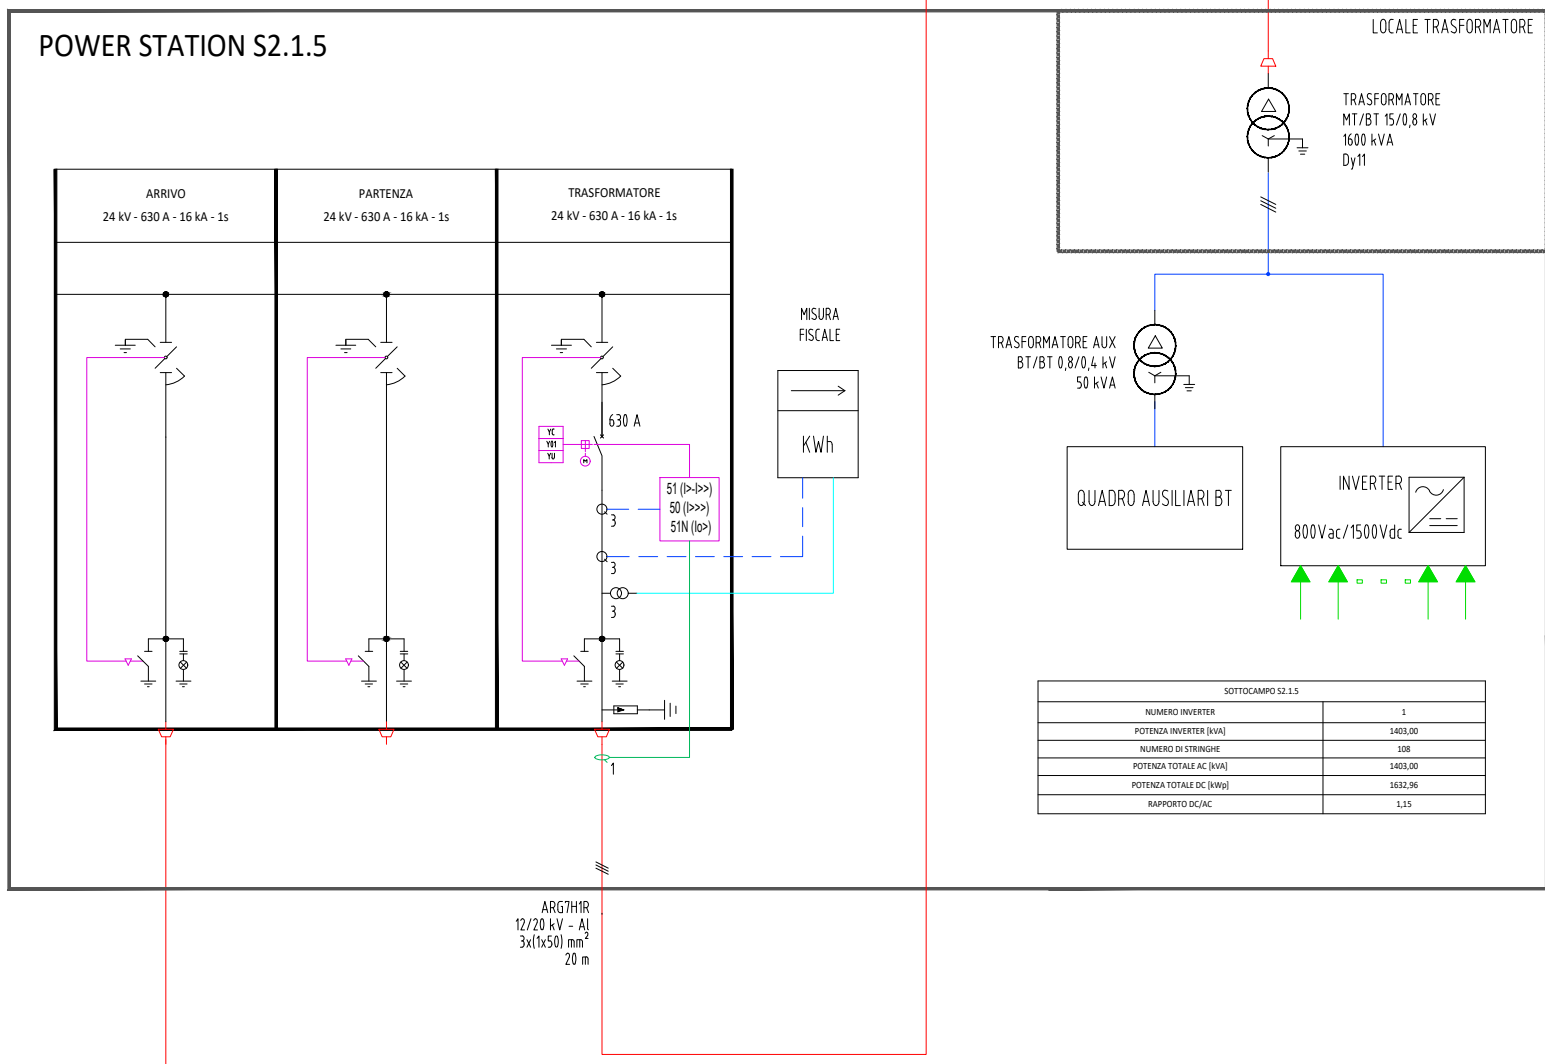 POWER STATION S2.1.5
LOCALE TRASFORMATORE
TRASFORMATORE
MT/BT 15/0,8 kV
1600 kVA
Dy11
ARRIVO
24 kV - 630 A - 16 kA - 1s
PARTENZA
24 kV - 630 A - 16 kA - 1s
TRASFORMATORE
24 kV - 630 A - 16 kA - 1s
MISURA
FISCALE
KWh
TRASFORMATORE AUX
BT/BT 0,8/0,4 kV
50 kVA
630 A
YC
YO1
YU
M
51 (I>-I>>)
50 (I>>>)
51N (Io>)
3
3
3
1
QUADRO AUSILIARI BT
INVERTER
800Vac/1500Vdc
SOTTOCAMPO S2.1.5
NUMERO INVERTER 1
POTENZA INVERTER [kVA] 1403,00
NUMERO DI STRINGHE 108
POTENZA TOTALE AC [kVA] 1403,00
POTENZA TOTALE DC [kWp] 1632,96
RAPPORTO DC/AC 1,15
ARG7H1R
12/20 kV - Al
3x(1x50) mm²
20 m